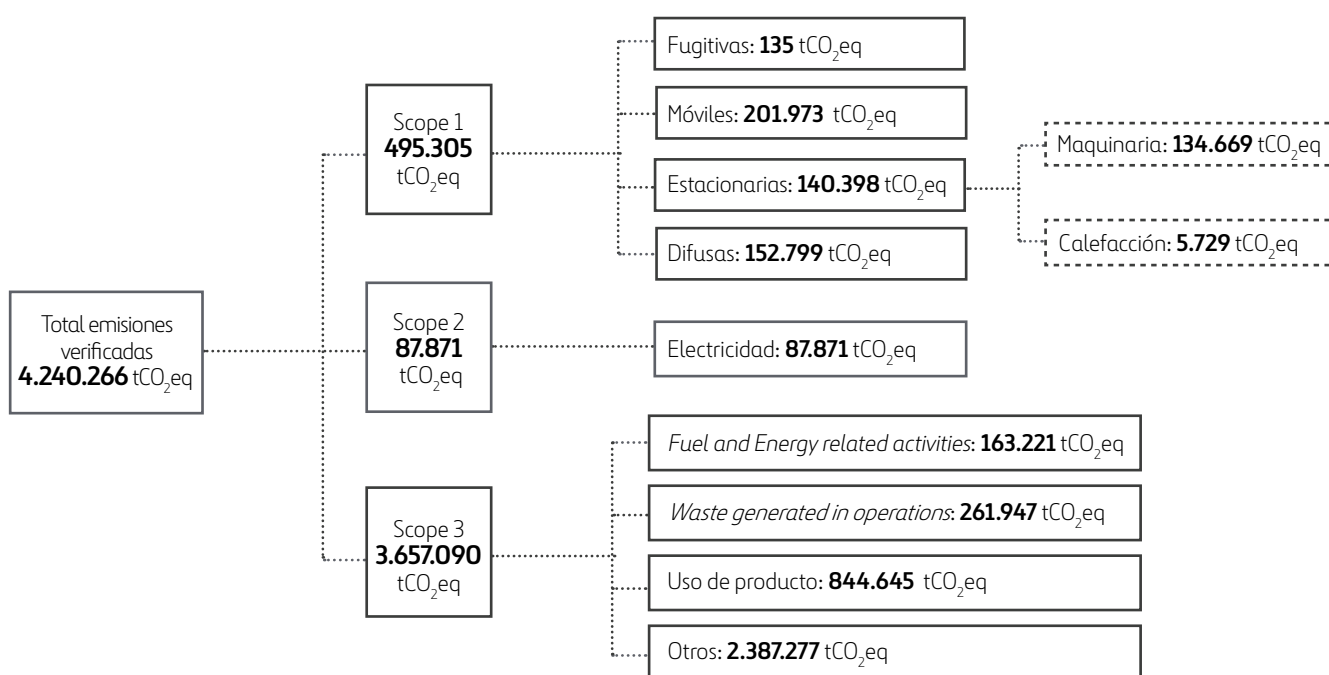 Total emisiones
verificadas
4.240.266 tCO2eq
Scope 1
495.305
tCO2eq
Fugitivas: 135 tCO2eq
Móviles: 201.973 tCO2eq
Estacionarias: 140.398 tCO2eq
Maquinaria: 134.669 tCO2eq
Calefacción: 5.729 tCO2eq
Difusas: 152.799 tCO2eq
Scope 2
87.871
tCO2eq
Electricidad: 87.871 tCO2eq
Scope 3
3.657.090
tCO2eq
Fuel and Energy related activities: 163.221 tCO2eq
Waste generated in operations: 261.947 tCO2eq
Uso de producto: 844.645 tCO2eq
Otros: 2.387.277 tCO2eq